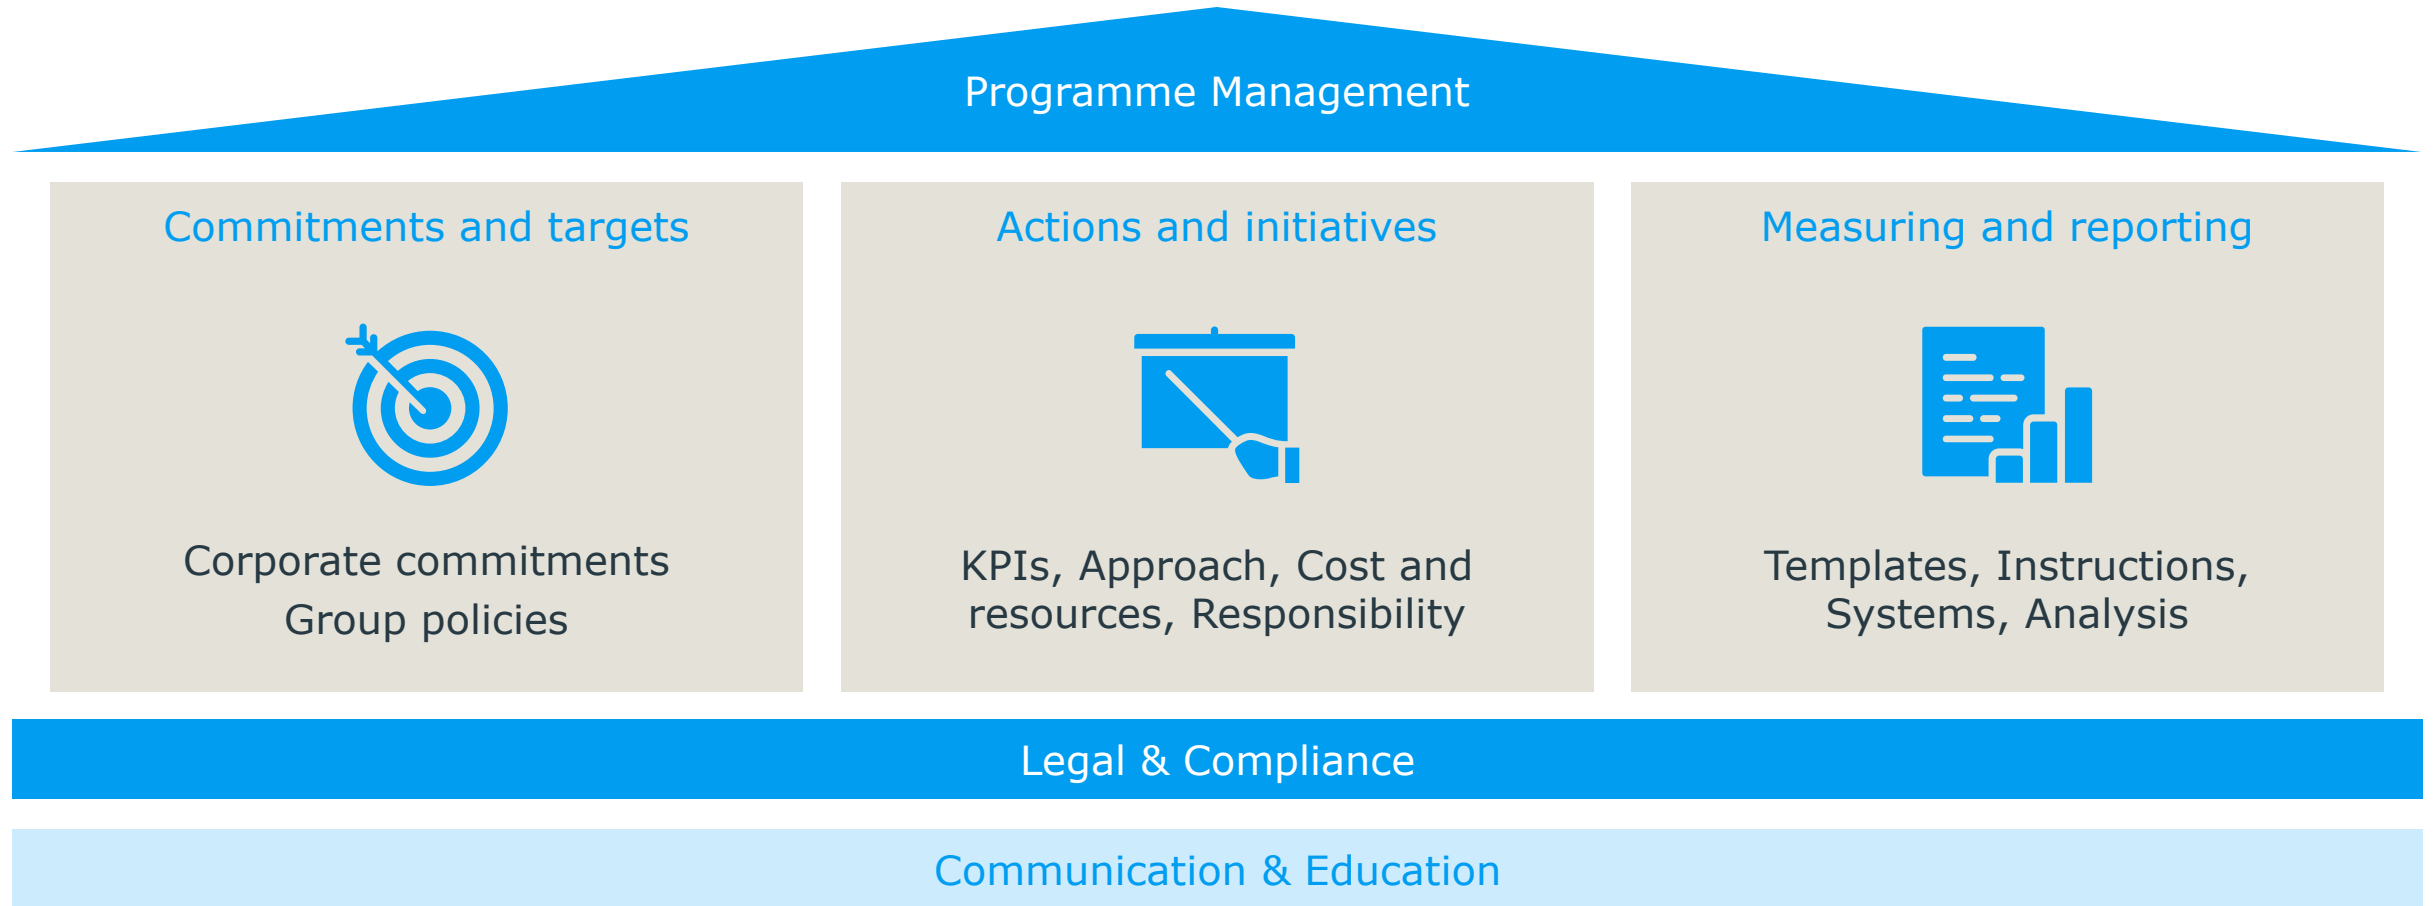 Programme Management
Commitments and targets
Corporate commitments
Group policies
Actions and initiatives
KPIs, Approach, Cost and
resources, Responsibility
Measuring and reporting
Templates, Instructions,
Systems, Analysis
Legal & Compliance
Communication & Education